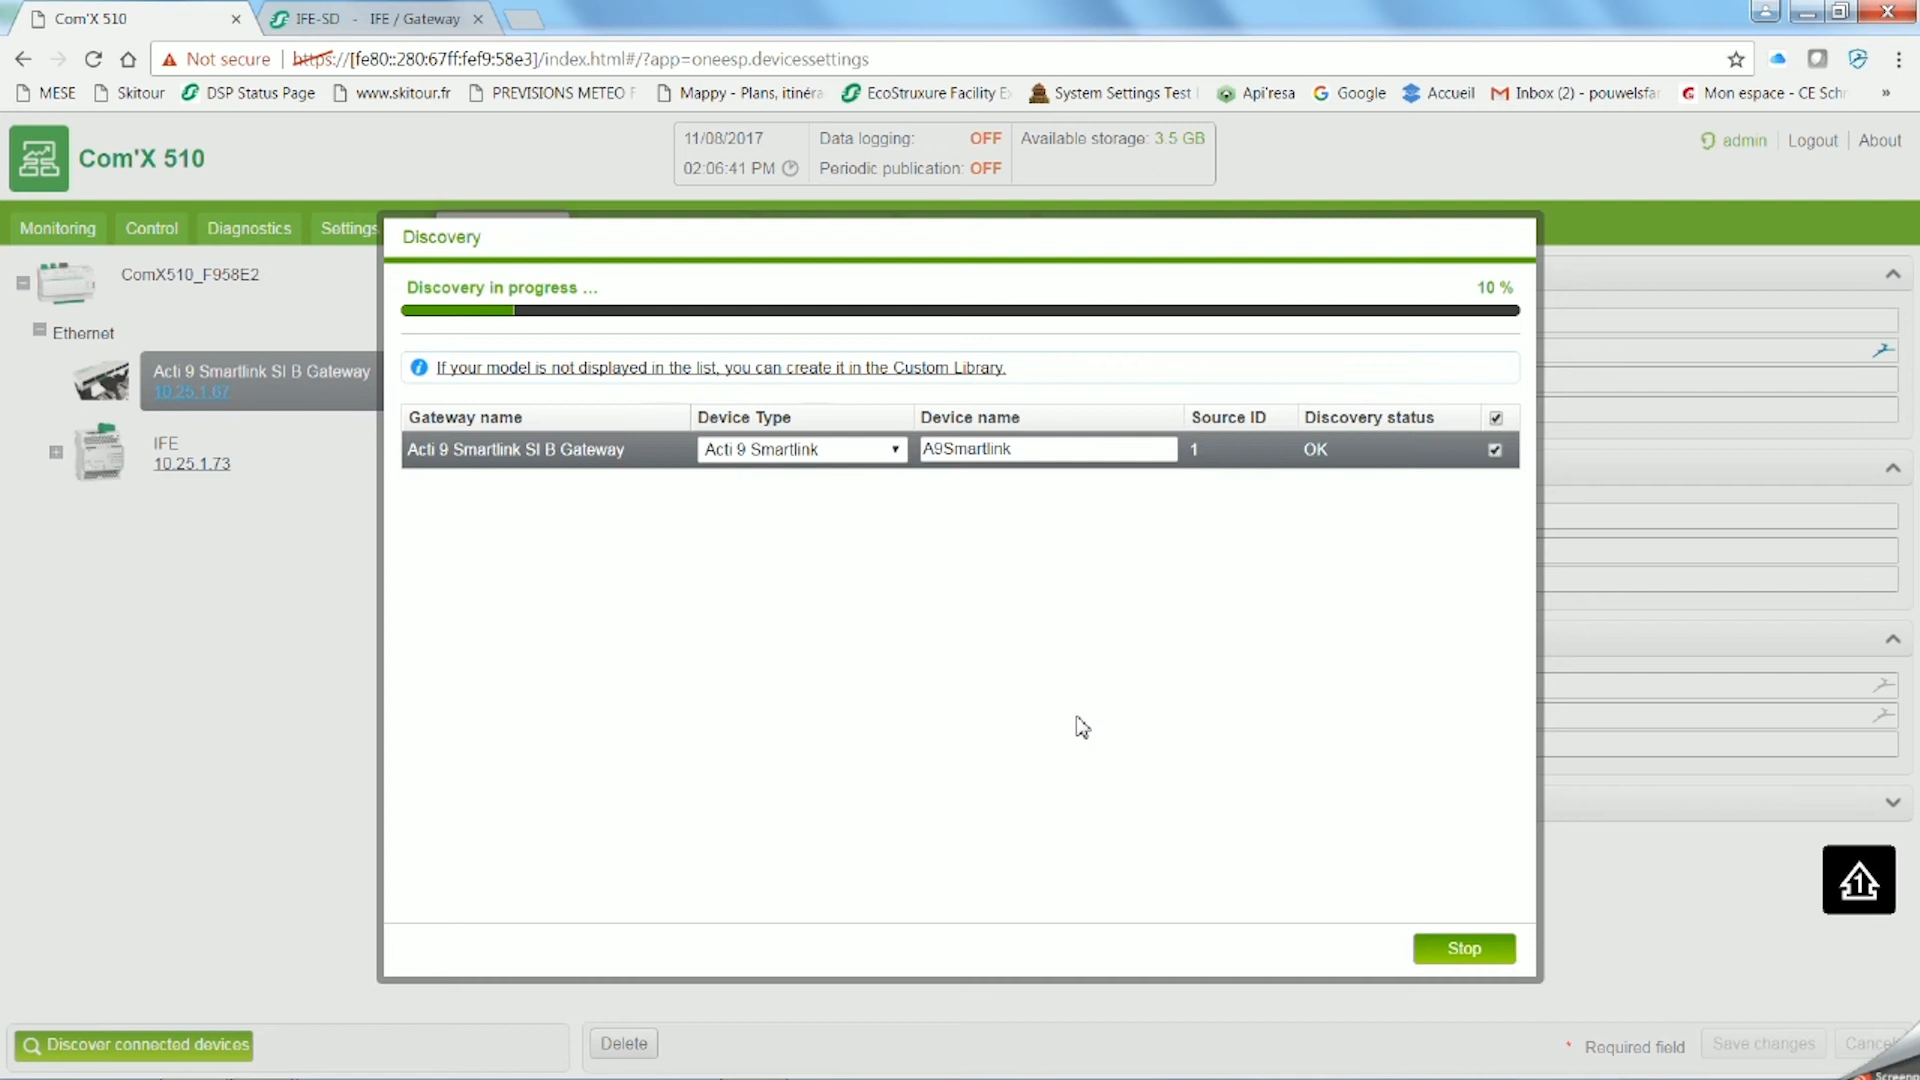 Com'X 510
IFE-SD - IFE / Gateway
Not secure
https://[fe80::280:67ff:fef9:58e3]/index.html#/?app=oneesp.devicessettings
MESE
Skitour
DSP Status Page
www.skitour.fr
PREVISIONS METEO F
Mappy - Plans, itinéra
EcoStruxure Facility E
System Settings Test
Api'resa
Google
Accueil
Inbox (2) - pouwelsfa
Mon espace - CE Sch
»
Com'X 510
11/08/2017
02:06:41 PM
Data logging: OFF
Periodic publication: OFF
Available storage: 3.5 GB
admin
Logout
About
Monitoring
Control
Diagnostics
Settings
ComX510_F958E2
Ethernet
Acti 9 Smartlink SI B Gateway
10.25.1.67
IFE
10.25.1.73
Discovery
Discovery in progress ...
10 %
If your model is not displayed in the list, you can create it in the Custom Library.
Gateway name Device Type Device name Source ID Discovery status
Acti 9 Smartlink SI B Gateway Acti 9 Smartlink A9Smartlink 1 OK
Stop
1
Discover connected devices
Delete
* Required field
Save changes
Cancel